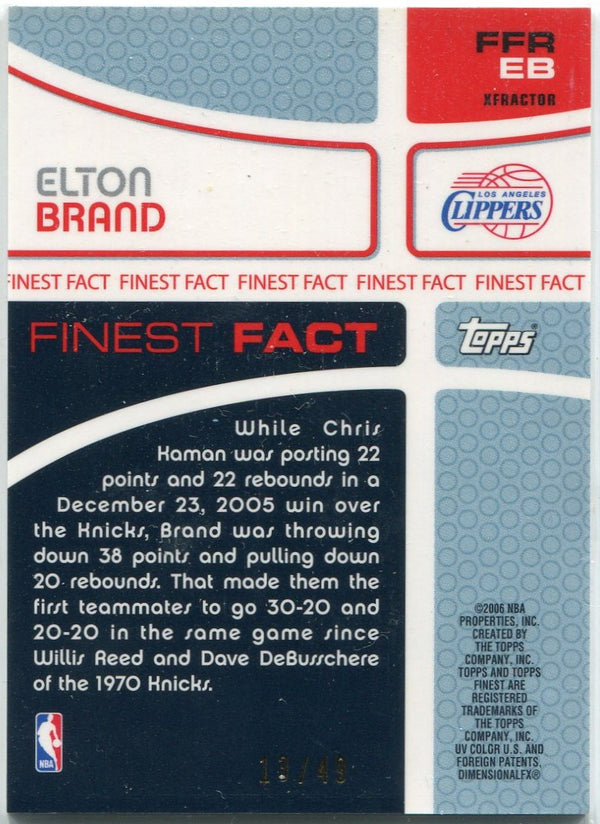 FFR
EB
XFRACTOR
ELTON
BRAND
LOS ANGELES
CLIPPERS
FINEST FACT FINEST FACT FINEST FACT FINEST FACT FINEST FACT
FINEST FACT
Topps®
While Chris
Kaman was posting 22
points and 22 rebounds in a
December 23, 2005 win over
the Knicks, Brand was throwing
down 38 points and pulling down
20 rebounds. That made them the
first teammates to go 30-20 and
20-20 in the same game since
Willis Reed and Dave DeBusschere
of the 1970 Knicks.
©2006 NBA
PROPERTIES, INC.
CREATED BY
THE TOPPS
COMPANY, INC.
TOPPS AND TOPPS
FINEST ARE
REGISTERED
TRADEMARKS OF
THE TOPPS
COMPANY, INC.
UV COLOR U.S. AND
FOREIGN PATENTS.
DIMENSIONALFX®
NBA
13/49